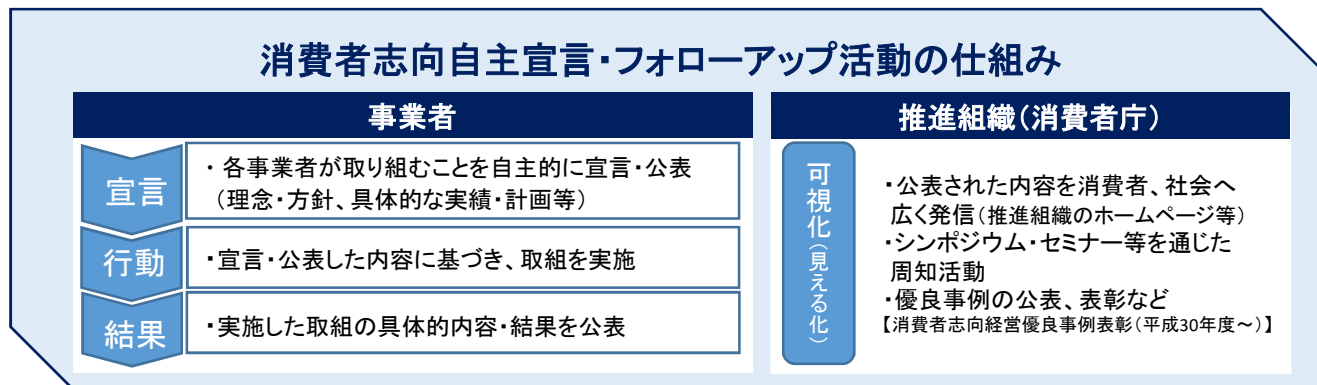 消費者志向自主宣言・フォローアップ活動の仕組み
事業者
宣言
・各事業者が取り組むことを自主的に宣言・公表
（理念・方針、具体的な実績・計画等）
行動
・宣言・公表した内容に基づき、取組を実施
結果
・実施した取組の具体的内容・結果を公表
推進組織（消費者庁）
可視化（見える化）
・公表された内容を消費者、社会へ
広く発信（推進組織のホームページ等）
・シンポジウム・セミナー等を通じた
周知活動
・優良事例の公表、表彰など
【消費者志向経営優良事例表彰（平成30年度～）】